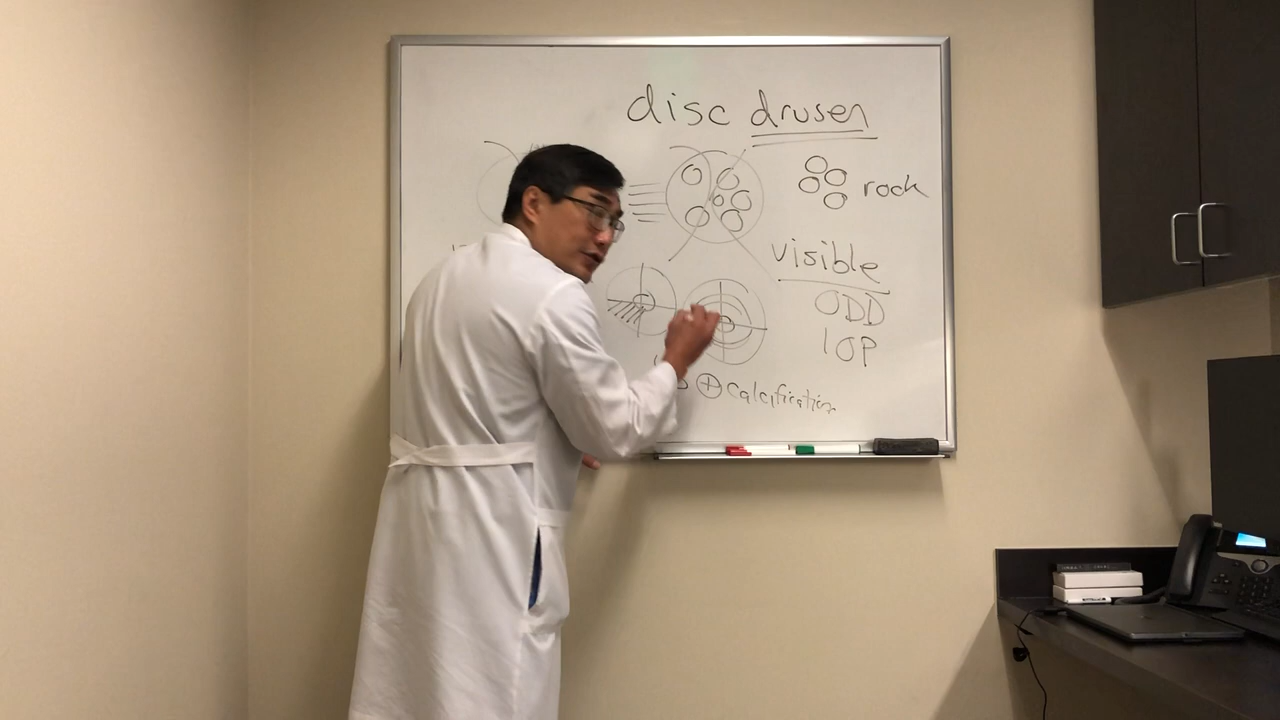 disc drusen
rock
visible
ODD
IOP
calcification